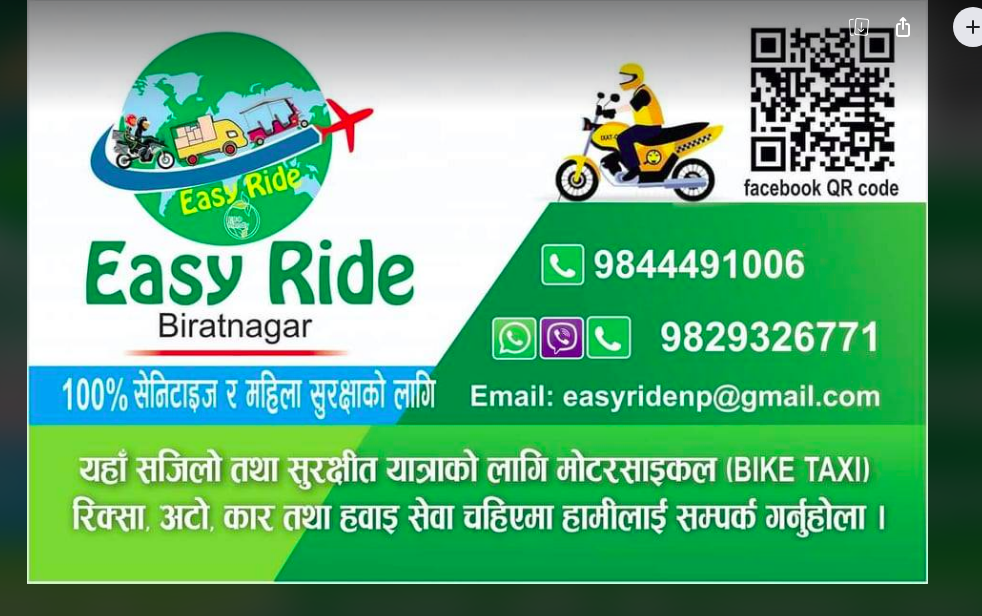 Easy Ride
facebook QR code
Easy Ride
Biratnagar
9844491006
9829326771
100% सेनिटाइज र महिला सुरक्षाको लागि
Email: easyridenp@gmail.com
यहाँ सजिलो तथा सुरक्षीत यात्राको लागि मोटरसाइकल (BIKE TAXI)
रिक्सा, अटो, कार तथा हवाइ सेवा चहिएमा हामीलाई सम्पर्क गर्नुहोला ।